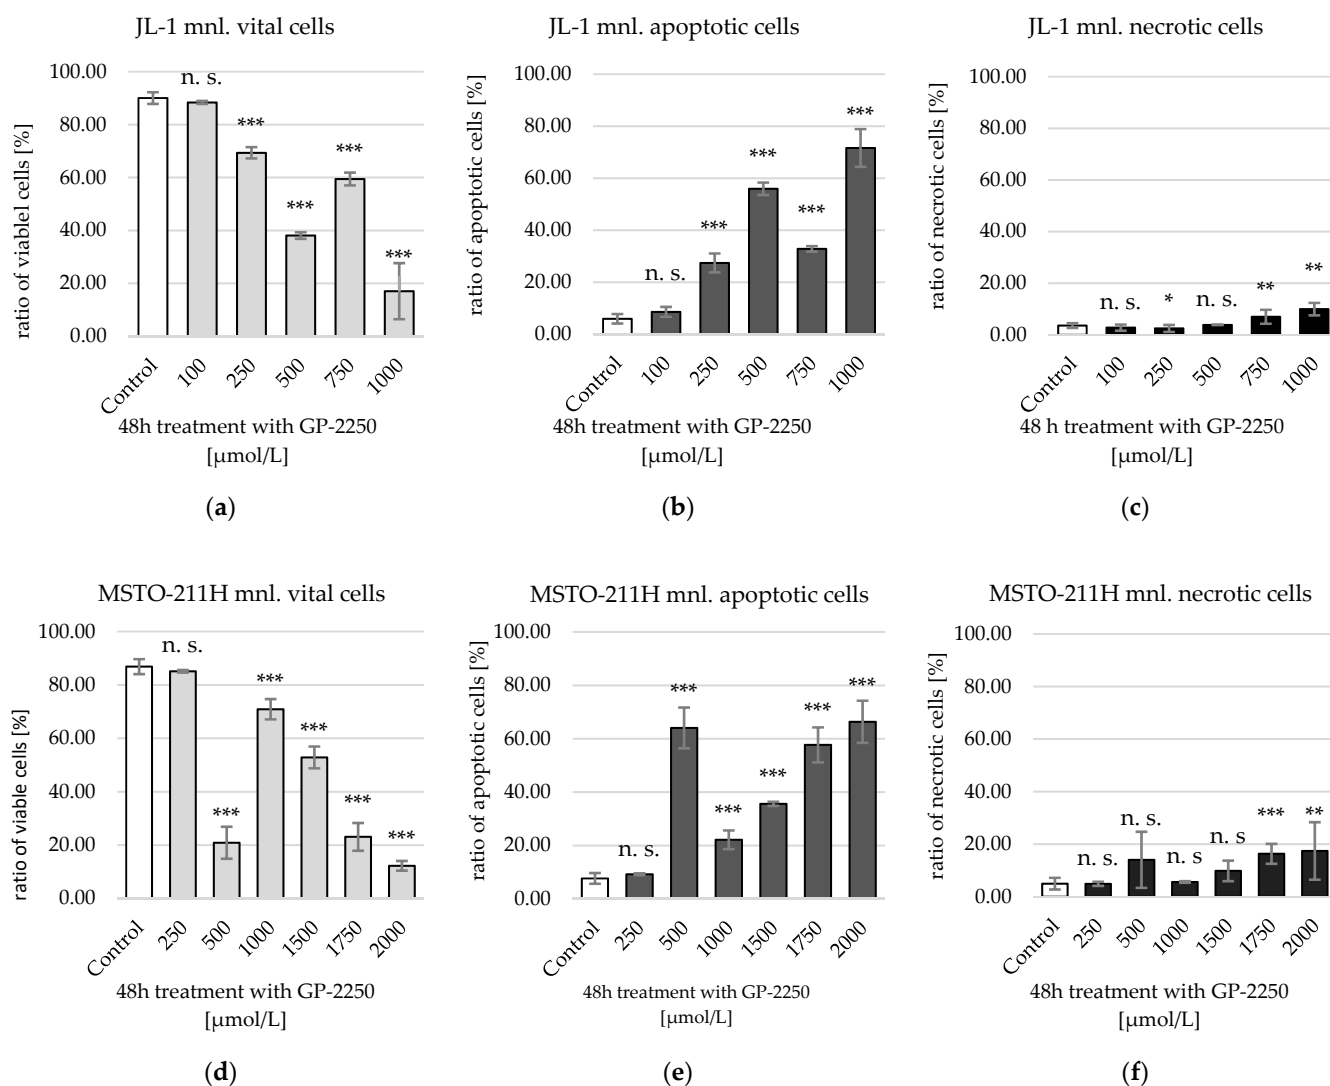 JL-1 mnl. vital cells
ratio of viable1 cells [%]
100.00
80.00
60.00
40.00
20.00
0.00
n. s.
***
***
***
***
Control
100
250
500
750
1000
48h treatment with GP-2250
[µmol/L]
(a)
JL-1 mnl. apoptotic cells
ratio of apoptotic cells [%]
100.00
80.00
60.00
40.00
20.00
0.00
n. s.
***
***
***
***
Control
100
250
500
750
1000
48h treatment with GP-2250
[µmol/L]
(b)
JL-1 mnl. necrotic cells
ratio of necrotic cells [%]
100.00
80.00
60.00
40.00
20.00
0.00
n. s.
*
n. s.
**
**
Control
100
250
500
750
1000
48 h treatment with GP-2250
[µmol/L]
(c)
MSTO-211H mnl. vital cells
ratio of viable cells [%]
100.00
80.00
60.00
40.00
20.00
0.00
n. s.
***
***
***
***
***
Control
250
500
1000
1500
1750
2000
48h treatment with GP-2250
[µmol/L]
(d)
MSTO-211H mnl. apoptotic cells
ratio of apoptotic cells [%]
100.00
80.00
60.00
40.00
20.00
0.00
n. s.
***
***
***
***
***
Control
250
500
1000
1500
1750
2000
48h treatment with GP-2250
[µmol/L]
(e)
MSTO-211H mnl. necrotic cells
ratio of necrotic cells [%]
100.00
80.00
60.00
40.00
20.00
0.00
n. s.
n. s.
n. s
n. s
***
**
Control
250
500
1000
1500
1750
2000
48h treatment with GP-2250
[µmol/L]
(f)